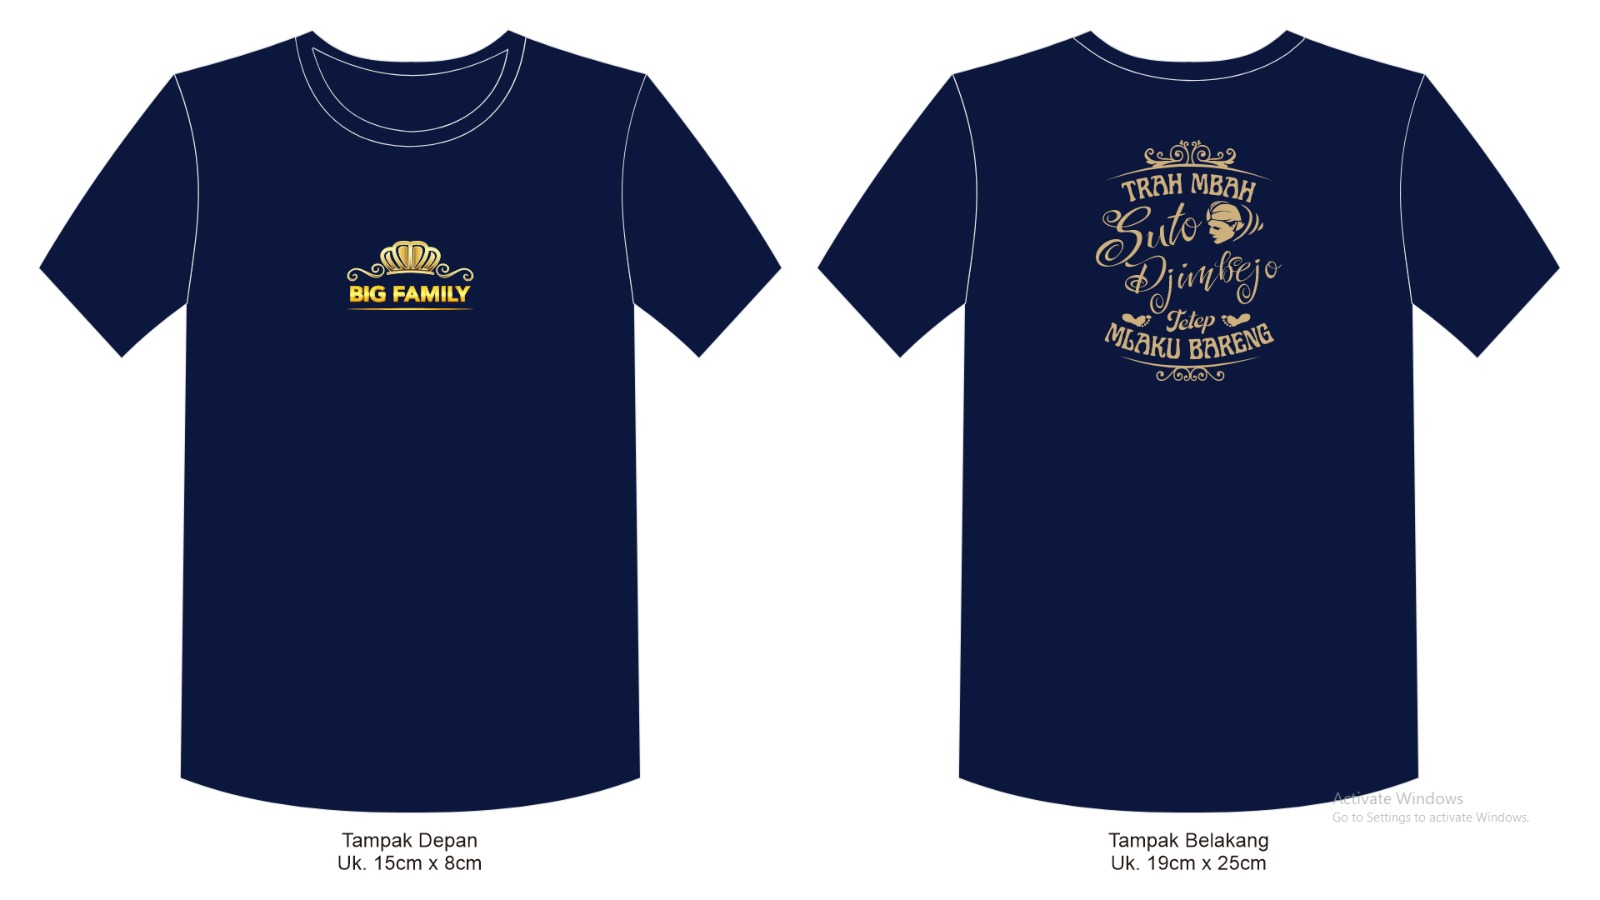 BIG FAMILY
TRAH MBAH
Suto
Djimbejo
Tetep
MLAKU BARENG
Activate Windows
Go to Settings to activate Windows.
Tampak Depan
Uk. 15cm x 8cm
Tampak Belakang
Uk. 19cm x 25cm